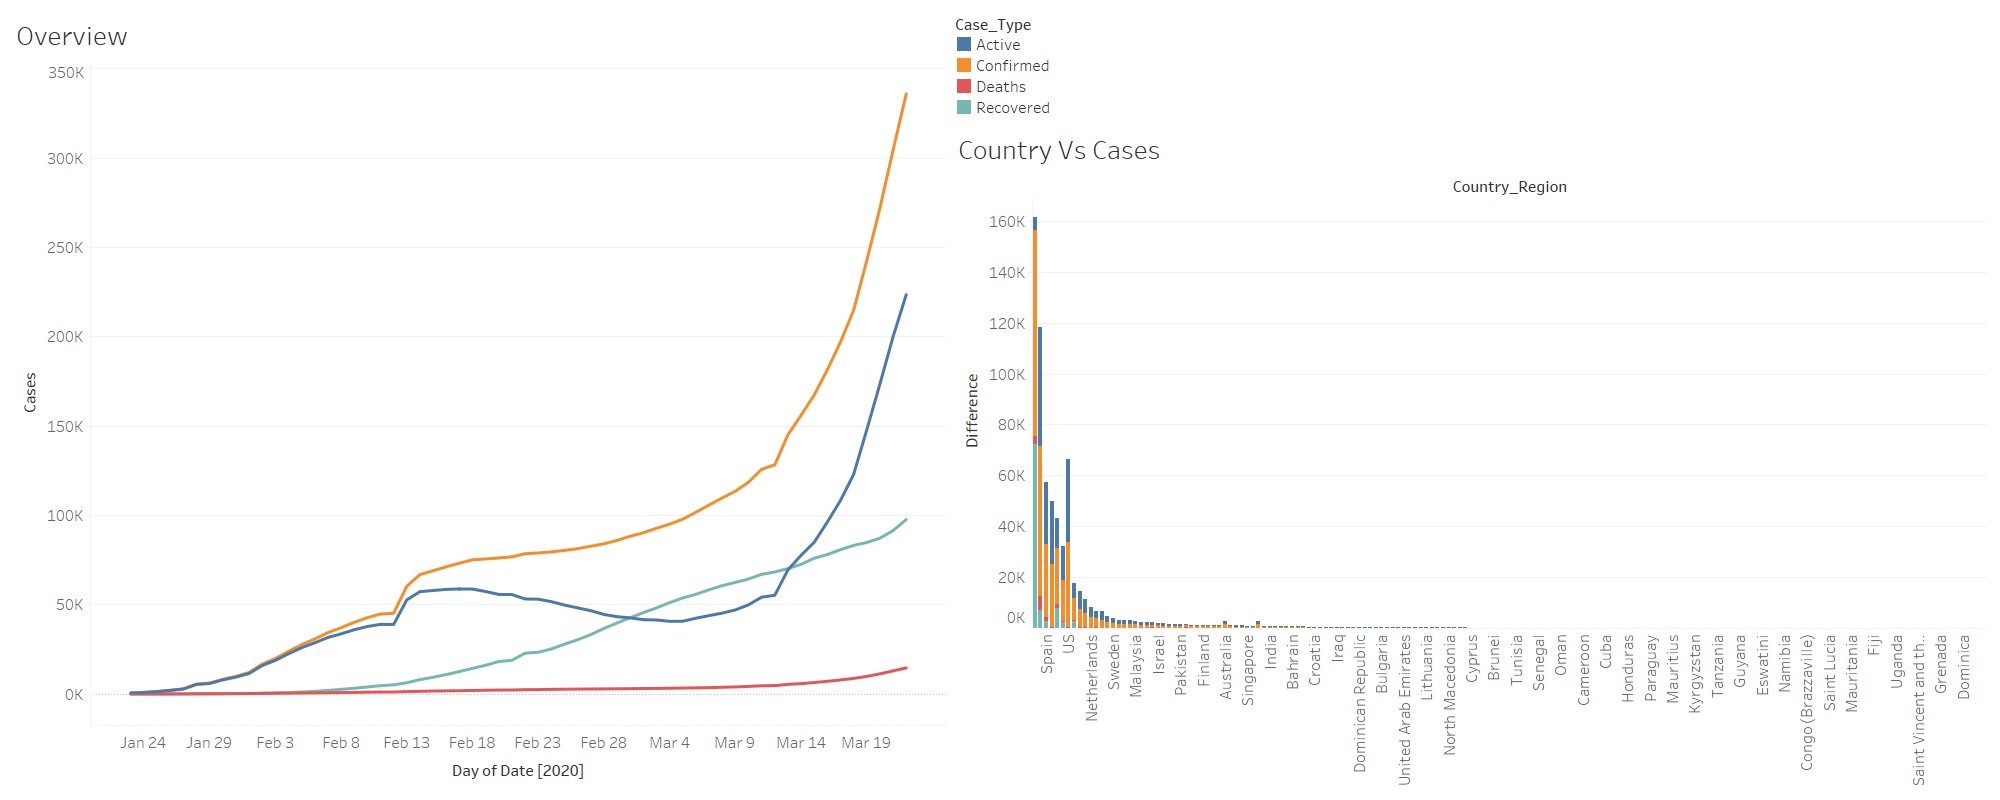 Overview
350K
300K
250K
200K
150K
100K
50K
0K
Cases
Jan 24 Jan 29 Feb 3 Feb 8 Feb 13 Feb 18 Feb 23 Feb 28 Mar 4 Mar 9 Mar 14 Mar 19
Day of Date [2020]
Case_Type
Active
Confirmed
Deaths
Recovered
Country Vs Cases
Country_Region
160K
140K
120K
100K
80K
60K
40K
20K
0K
Difference
Spain
US
Netherlands
Sweden
Malaysia
Israel
Pakistan
Finland
Australia
Singapore
India
Bahrain
Croatia
Iraq
Dominican Republic
Bulgaria
United Arab Emirates
Lithuania
North Macedonia
Cyprus
Brunei
Tunisia
Senegal
Oman
Cameroon
Cuba
Honduras
Paraguay
Mauritius
Kyrgyzstan
Tanzania
Guyana
Eswatini
Namibia
Congo (Brazzaville)
Saint Lucia
Mauritania
Fiji
Uganda
Saint Vincent and th..
Grenada
Dominica